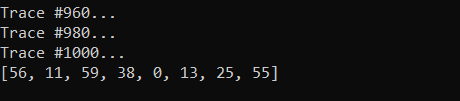 Trace #960...
Trace #980...
Trace #1000...
[56, 11, 59, 38, 0, 13, 25, 55]